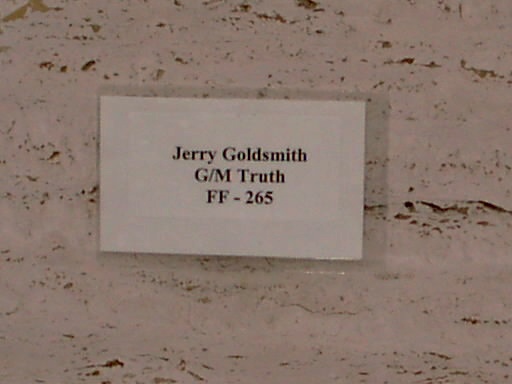 Jerry Goldsmith
G/M Truth
FF - 265